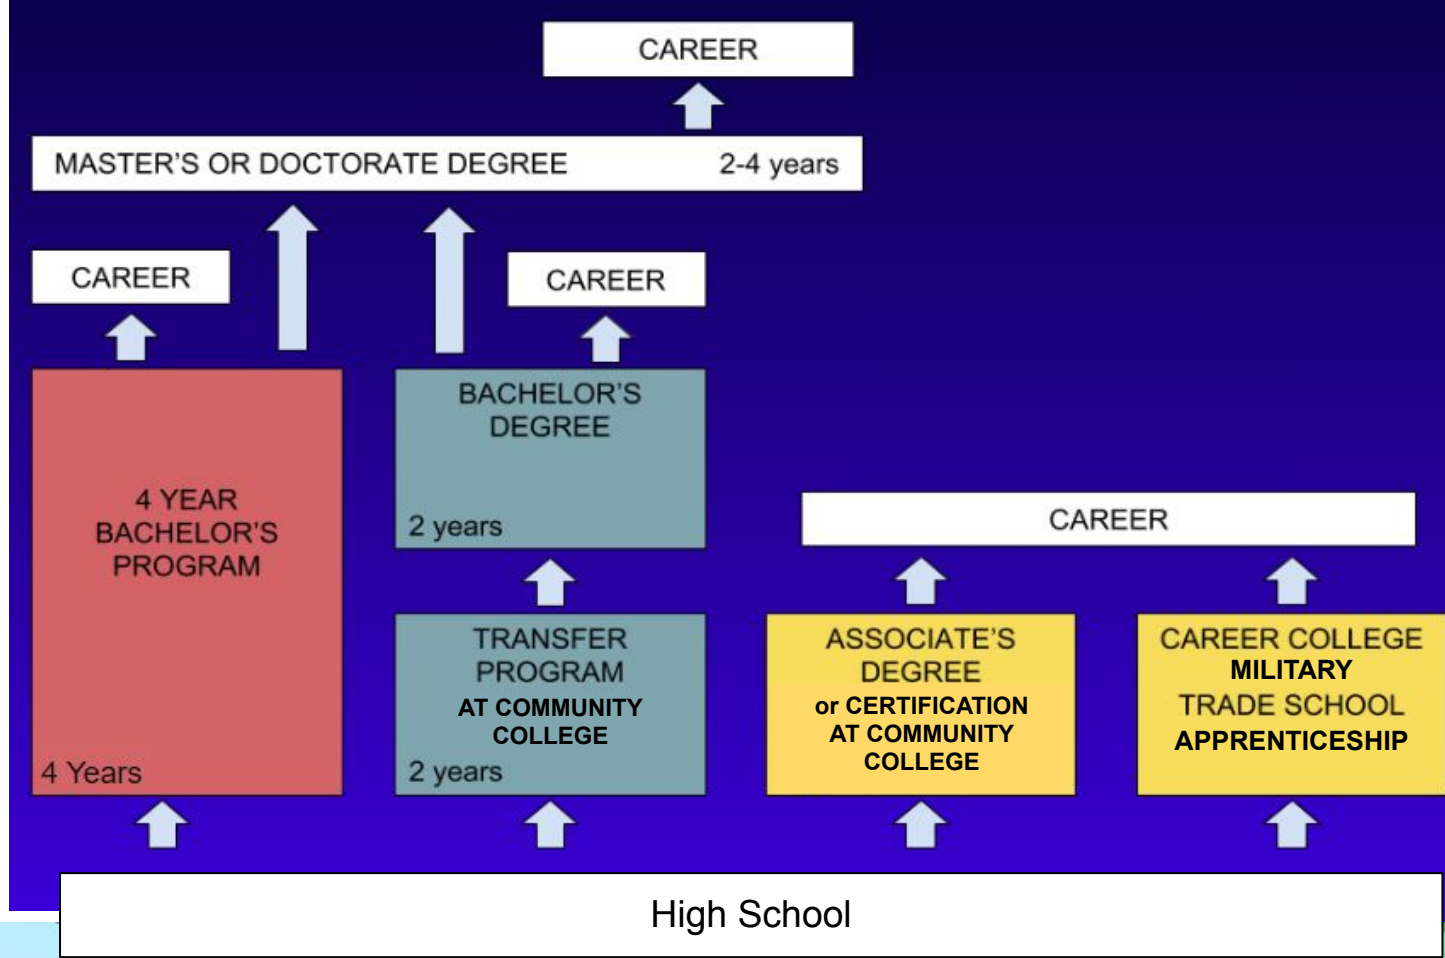 CAREER
MASTER'S OR DOCTORATE DEGREE 2-4 years
CAREER
CAREER
4 YEAR
BACHELOR'S
PROGRAM
4 Years
BACHELOR'S
DEGREE
2 years
TRANSFER
PROGRAM
AT COMMUNITY
COLLEGE
2 years
CAREER
ASSOCIATE'S
DEGREE
or CERTIFICATION
AT COMMUNITY
COLLEGE
CAREER COLLEGE
MILITARY
TRADE SCHOOL
APPRENTICESHIP
High School